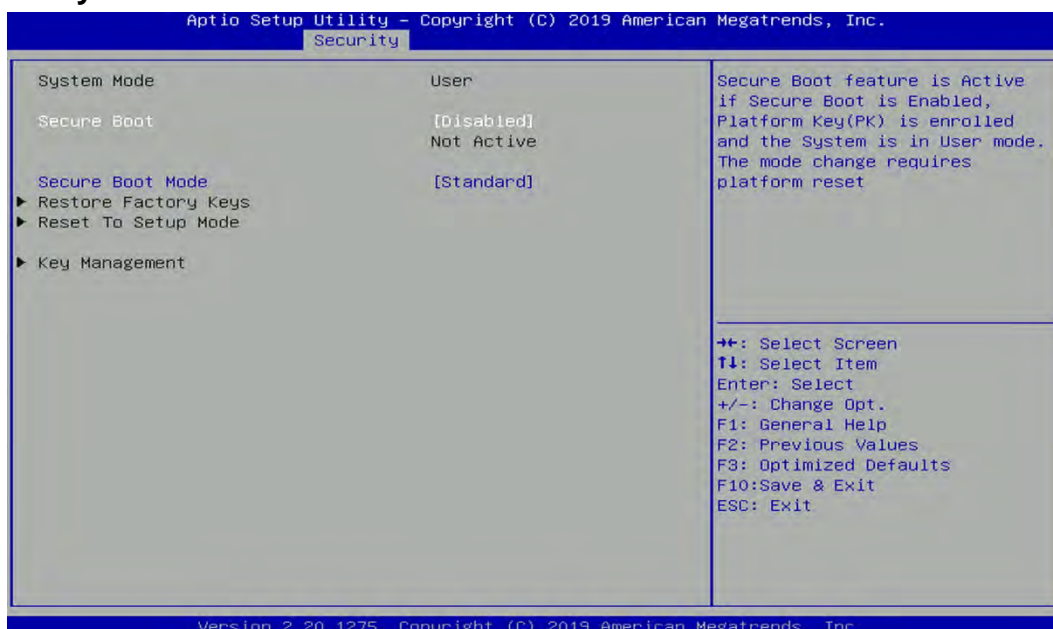 Aptio Setup Utility – Copyright (C) 2019 American Megatrends, Inc.
Security
System Mode User
Secure Boot [Disabled]
Not Active
Secure Boot Mode [Standard]
► Restore Factory Keys
► Reset To Setup Mode
► Key Management
Secure Boot feature is Active
if Secure Boot is Enabled,
Platform Key(PK) is enrolled
and the System is in User mode.
The mode change requires
platform reset
→←: Select Screen
↑↓: Select Item
Enter: Select
+/-: Change Opt.
F1: General Help
F2: Previous Values
F3: Optimized Defaults
F10:Save & Exit
ESC: Exit
Version 2.20.1275. Copyright (C) 2019 American Megatrends, Inc.